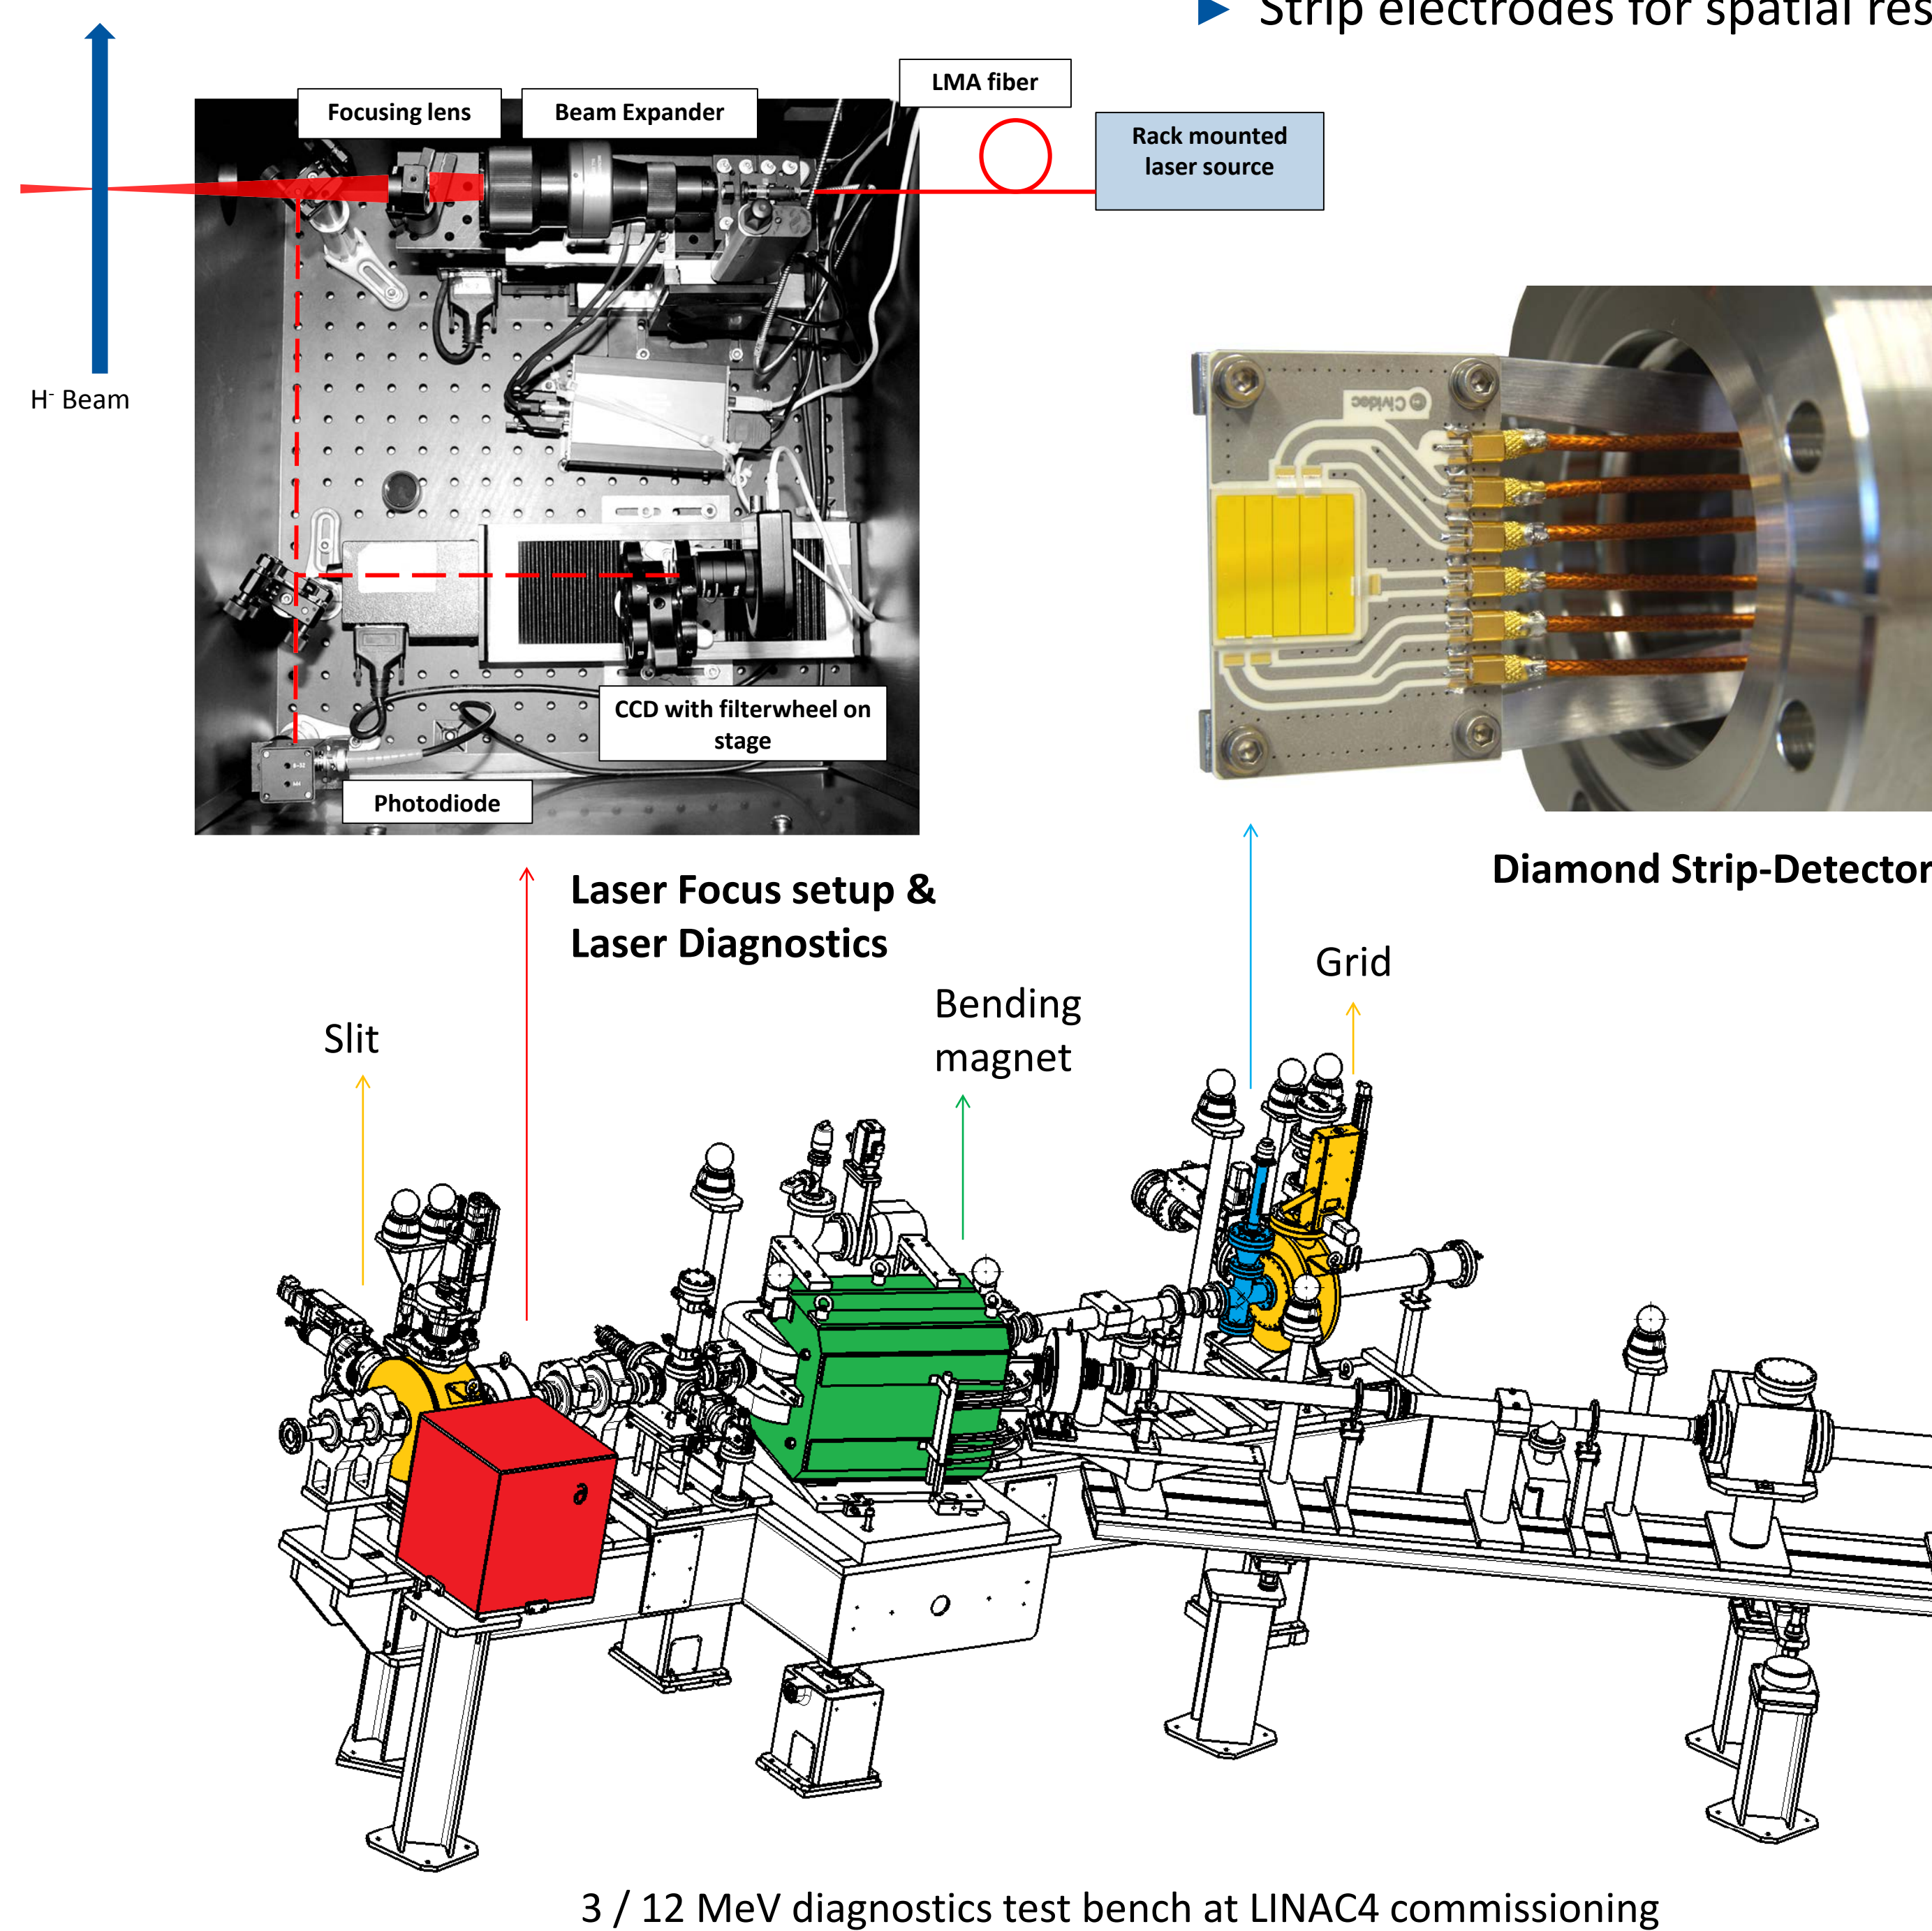 Strip electrodes for spatial res
LMA fiber
Focusing lens
Beam Expander
Rack mounted
laser source
H- Beam
Cividec
CCD with filterwheel on
stage
Photodiode
Diamond Strip-Detector
Laser Focus setup &
Laser Diagnostics
Grid
Bending
magnet
Slit
3 / 12 MeV diagnostics test bench at LINAC4 commissioning